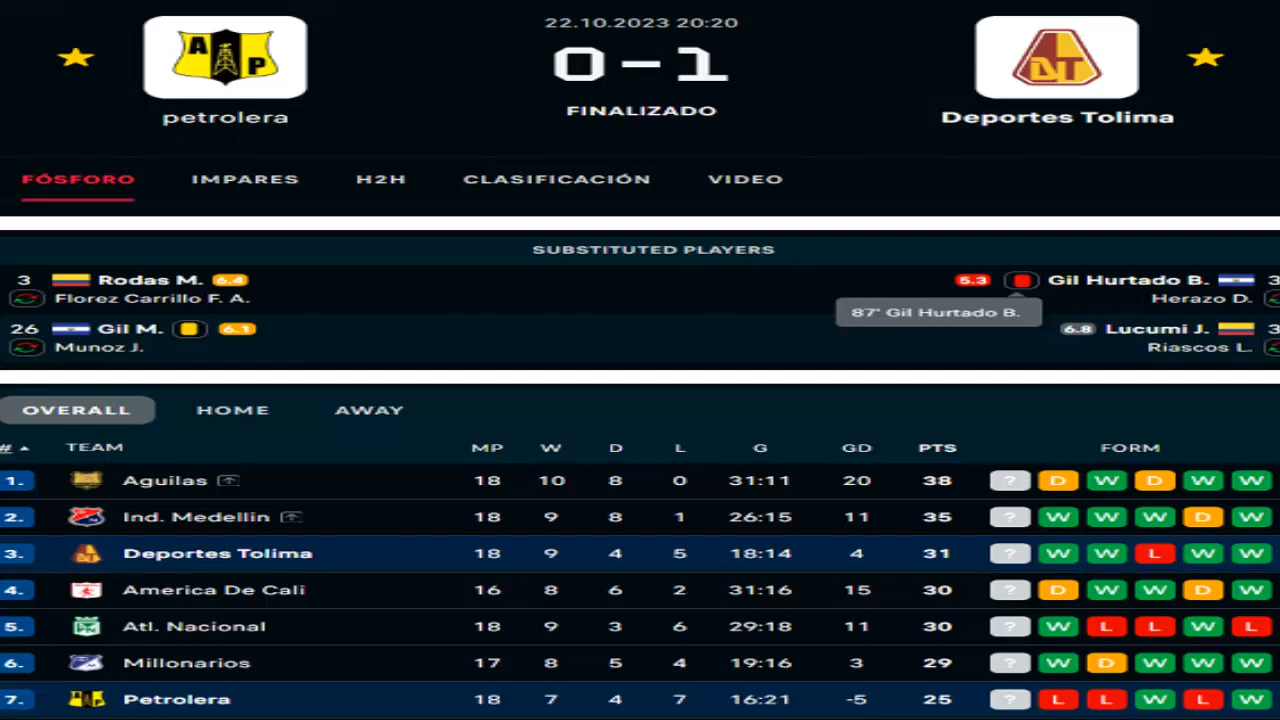 22.10.2023 20:20
A P
0-1
DT
petrolera
FINALIZADO
Deportes Tolima
FÓSFORO IMPARES H2H CLASIFICACIÓN VIDEO
SUBSTITUTED PLAYERS
3 Rodas M. 6.4 5.3 Gil Hurtado B. 3
Florez Carrillo F. A. Herazo D.
87' Gil Hurtado B.
26 Gil M. 6.1 6.8 Lucumi J. 3
Munoz J. Riascos L.
OVERALL HOME AWAY
# TEAM MP W D L G GD PTS FORM
1. Aguilas 18 10 8 0 31:11 20 38 ? D W D W W
2. Ind. Medellin 18 9 8 1 26:15 11 35 ? W W W D W
3. Deportes Tolima 18 9 4 5 18:14 4 31 ? W W L W W
4. America De Cali 16 8 6 2 31:16 15 30 ? D W W D W
5. Atl. Nacional 18 9 3 6 29:18 11 30 ? W L L W L
6. Millonarios 17 8 5 4 19:16 3 29 ? W D W W W
7. Petrolera 18 7 4 7 16:21 -5 25 ? L L W L W